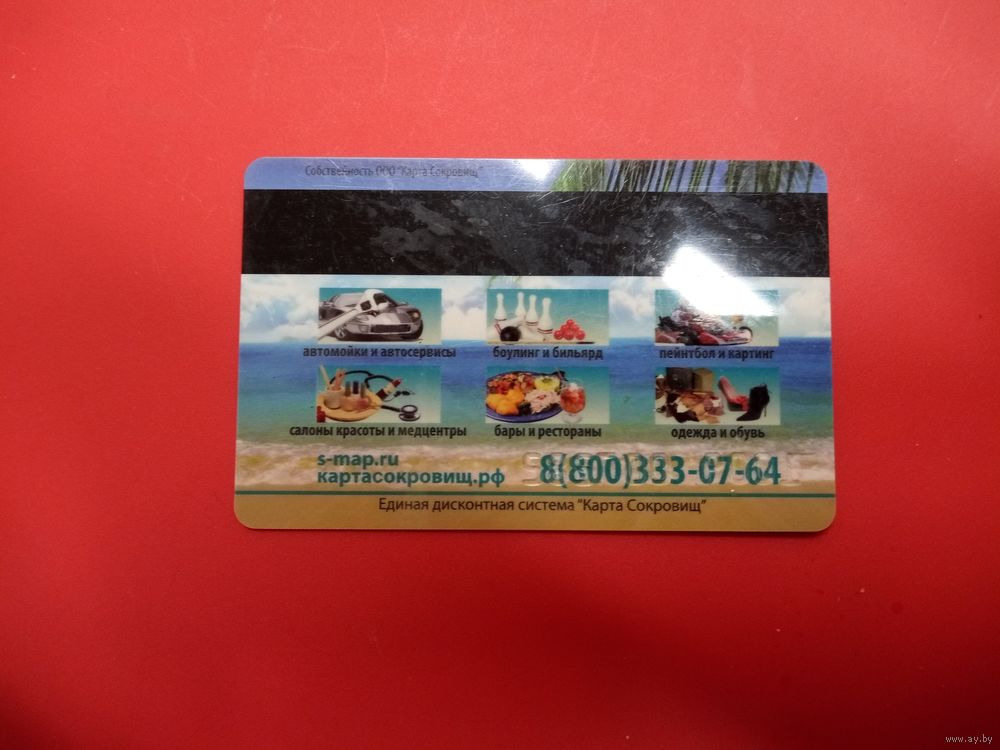 Собственность ООО "Карта Сокровищ"
автомойки и автосервисы
боулинг и бильярд
пейнтбол и картинг
салоны красоты и медцентры
бары и рестораны
одежда и обувь
s-map.ru
картасокровищ.рф
8(800)333-07-64
Единая дисконтная система "Карта Сокровищ"
www.ay.by